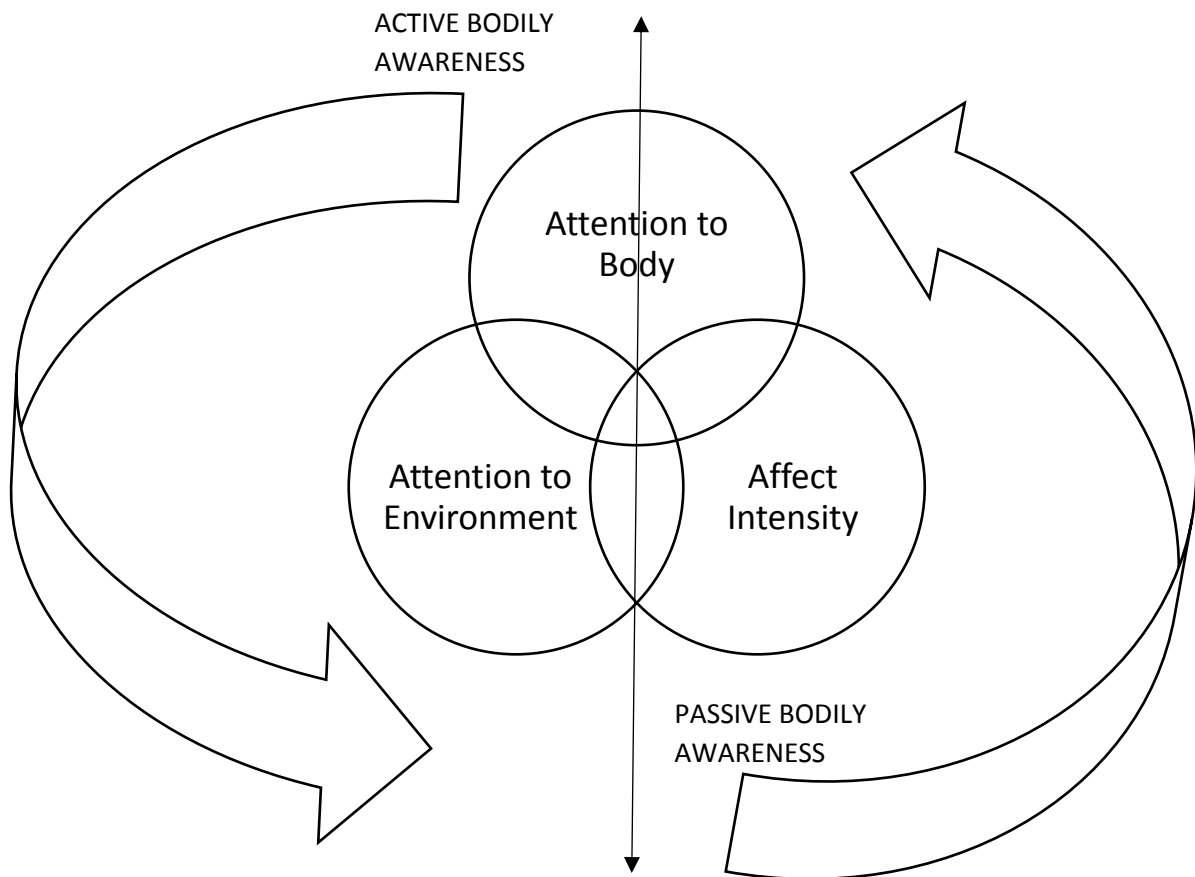 ACTIVE BODILY
AWARENESS
Attention to
Body
Attention to
Environment
Affect
Intensity
PASSIVE BODILY
AWARENESS